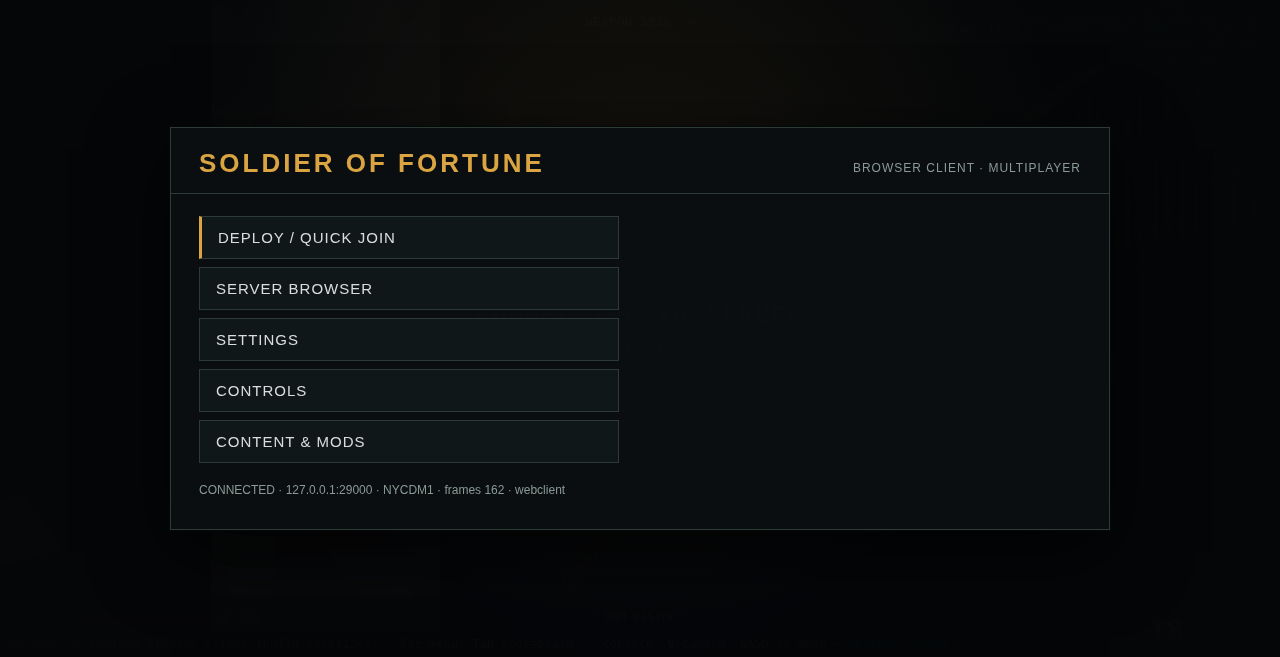 SOLDIER OF FORTUNE
BROWSER CLIENT · MULTIPLAYER
DEPLOY / QUICK JOIN
SERVER BROWSER
SETTINGS
CONTROLS
CONTENT & MODS
CONNECTED · 127.0.0.1:29000 · NYCDM1 · frames 162 · webclient